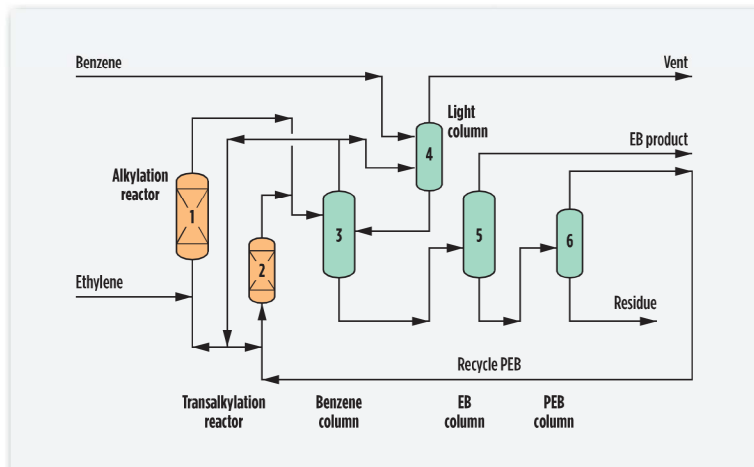 Benzene
Vent
Light
column
EB product
4
Alkylation
reactor
1
3
5
6
2
Ethylene
Residue
Recycle PEB
Transalkylation
reactor
Benzene
column
EB
column
PEB
column